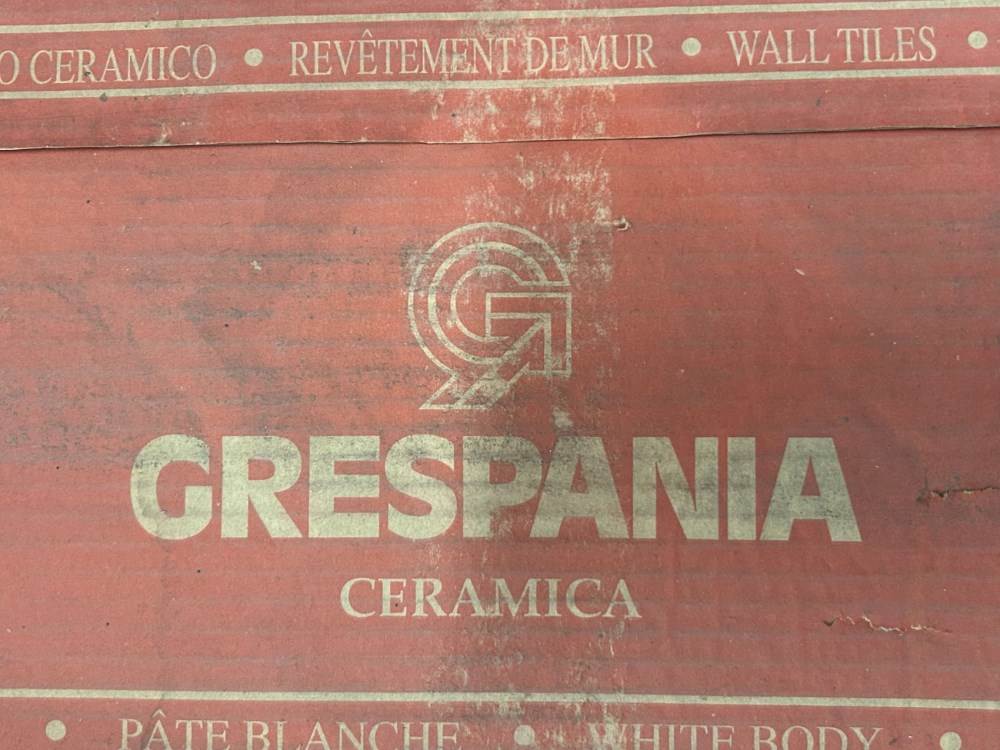 O CERAMICO • REVÊTEMENT DE MUR • WALL TILES •
GRESPANIA
CERAMICA
• PÂTE BLANCHE • WHITE BODY •